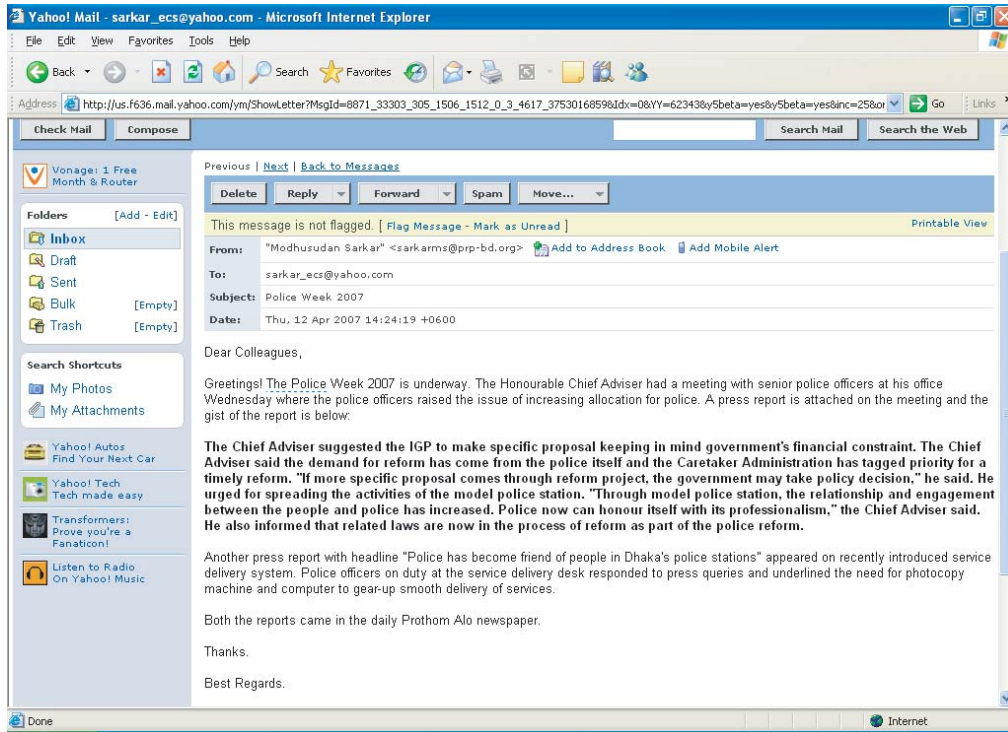 Yahoo! Mail - sarkar_ecs@yahoo.com - Microsoft Internet Explorer
File Edit View Favorites Tools Help
Back Search Favorites
Address http://us.f636.mail.yahoo.com/ym/ShowLetter?MsgId=8871_33303_305_1506_1512_0_3_4617_3753016859&Idx=0&YY=62343&y5beta=yes&y5beta=yes&inc=25&or Go Links
Check Mail Compose Search Mail Search the Web
Vonage: 1 Free
Month & Router
Folders [Add - Edit]
Inbox
Draft
Sent
Bulk [Empty]
Trash [Empty]
Search Shortcuts
My Photos
My Attachments
Yahoo! Autos
Find Your Next Car
Yahoo! Tech
Tech made easy
Transformers:
Prove you're a
Fanaticon!
Listen to Radio
On Yahoo! Music
Previous | Next | Back to Messages
Delete Reply Forward Spam Move...
This message is not flagged. [ Flag Message - Mark as Unread ] Printable View
From: "Modhusudan Sarkar" <sarkarms@prp-bd.org> Add to Address Book Add Mobile Alert
To: sarkar_ecs@yahoo.com
Subject: Police Week 2007
Date: Thu, 12 Apr 2007 14:24:19 +0600
Dear Colleagues,
Greetings! The Police Week 2007 is underway. The Honourable Chief Adviser had a meeting with senior police officers at his office
Wednesday where the police officers raised the issue of increasing allocation for police. A press report is attached on the meeting and the
gist of the report is below:
The Chief Adviser suggested the IGP to make specific proposal keeping in mind government's financial constraint. The Chief
Adviser said the demand for reform has come from the police itself and the Caretaker Administration has tagged priority for a
timely reform. "If more specific proposal comes through reform project, the government may take policy decision," he said. He
urged for spreading the activities of the model police station. "Through model police station, the relationship and engagement
between the people and police has increased. Police now can honour itself with its professionalism," the Chief Adviser said.
He also informed that related laws are now in the process of reform as part of the police reform.
Another press report with headline "Police has become friend of people in Dhaka's police stations" appeared on recently introduced service
delivery system. Police officers on duty at the service delivery desk responded to press queries and underlined the need for photocopy
machine and computer to gear-up smooth delivery of services.
Both the reports came in the daily Prothom Alo newspaper.
Thanks.
Best Regards.
Done Internet